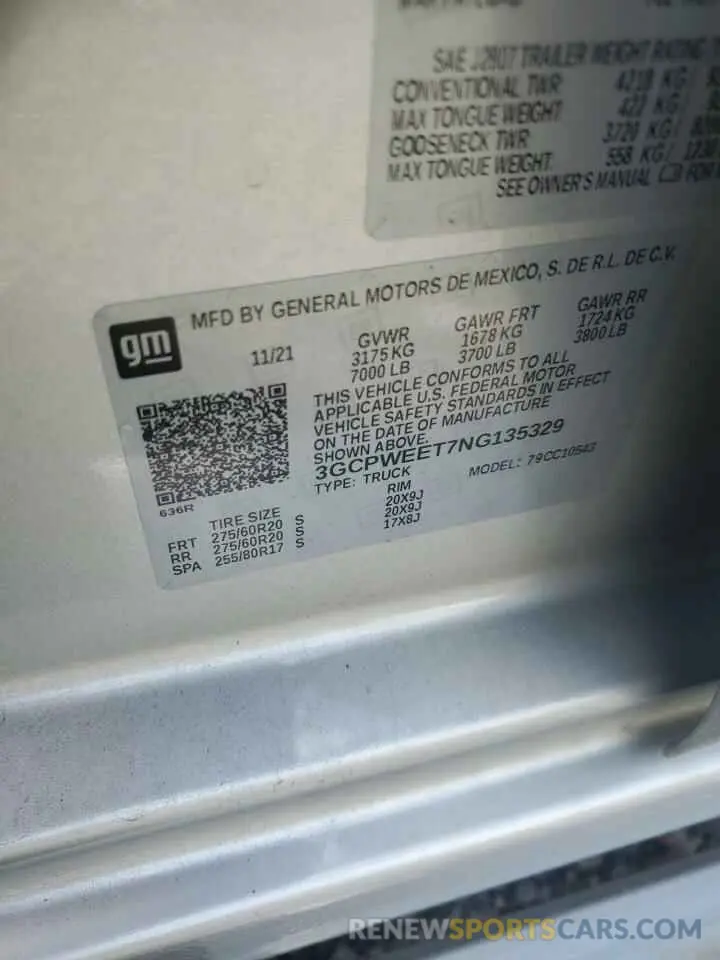 SAE J2807 TRAILER WEIGHT RATING
CONVENTIONAL TWR 4218 KG/
MAX TONGUE WEIGHT 422 KG/
GOOSENECK TWR 3720 KG/
MAX TONGUE WEIGHT 558 KG/
SEE OWNER'S MANUAL FOR
MFD BY GENERAL MOTORS DE MEXICO, S. DE R.L. DE C.V.
gm
11/21
GVWR GAWR FRT GAWR RR
3175 KG 1678 KG 1724 KG
7000 LB 3700 LB 3800 LB
THIS VEHICLE CONFORMS TO ALL
APPLICABLE U.S. FEDERAL MOTOR
VEHICLE SAFETY STANDARDS IN EFFECT
ON THE DATE OF MANUFACTURE
SHOWN ABOVE.
3GCPWEET7NG135329
TYPE: TRUCK MODEL: 79CC10543
636R
TIRE SIZE RIM
FRT 275/60R20 S 20X9J
RR 275/60R20 S 20X9J
SPA 255/80R17 S 17X8J
RENEWSPORTSCARS.COM